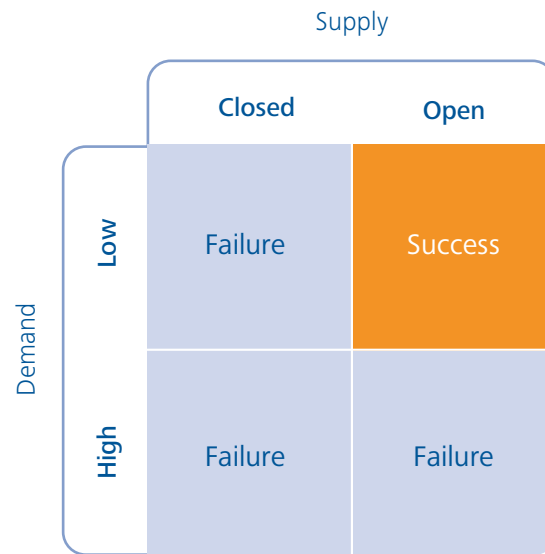 Supply
Closed Open
Demand
Low Failure Success
High Failure Failure